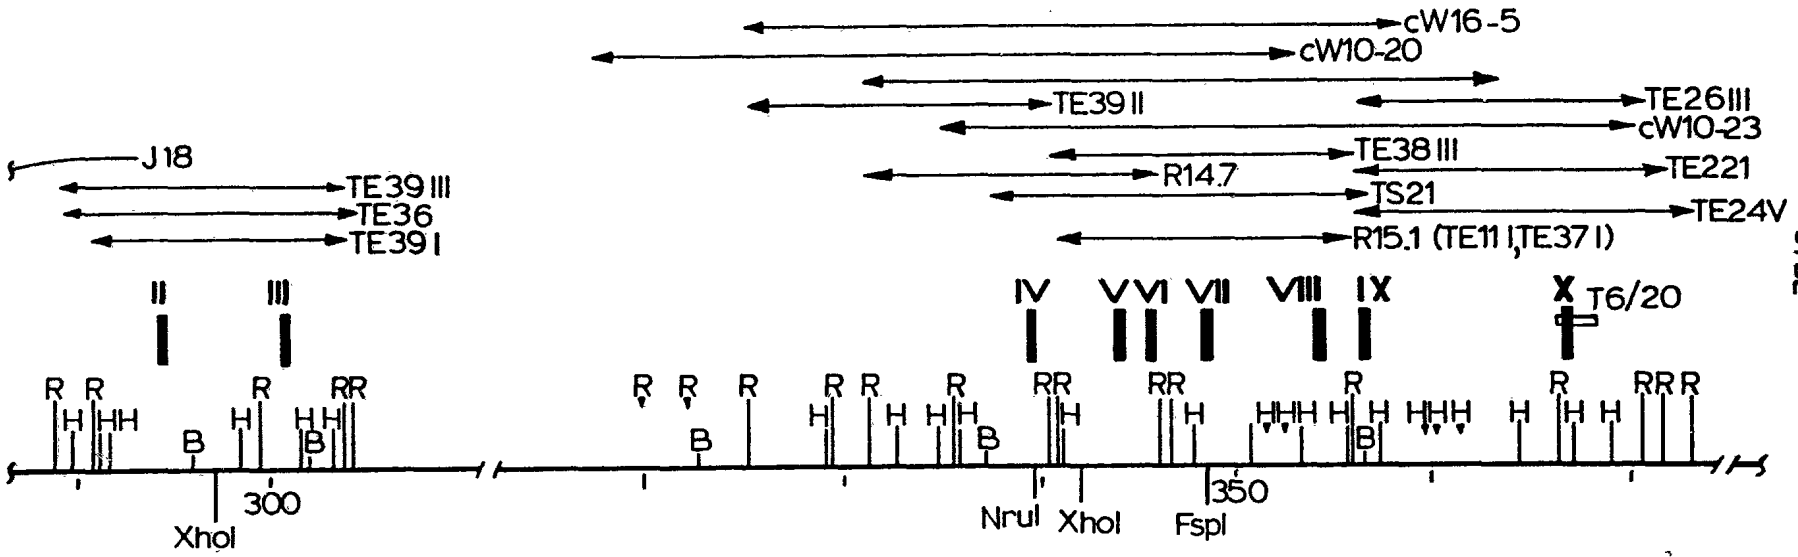 cW16-5
cW10-20
TE39 II
TE26 III
cW10-23
J18
TE38 III
R14.7
TE221
TE39 III
TS21
TE36
TE24V
TE39 I
R15.1 (TE11 I,TE37 I)
II III IV V VI VII VIII IX X T6/20
R R R R R R R R R R R R R R R R R R R R R
H H H H H H H H H H H H H H H H H H H H H H
B B B B B
300 350
XhoI NruI XhoI FspI